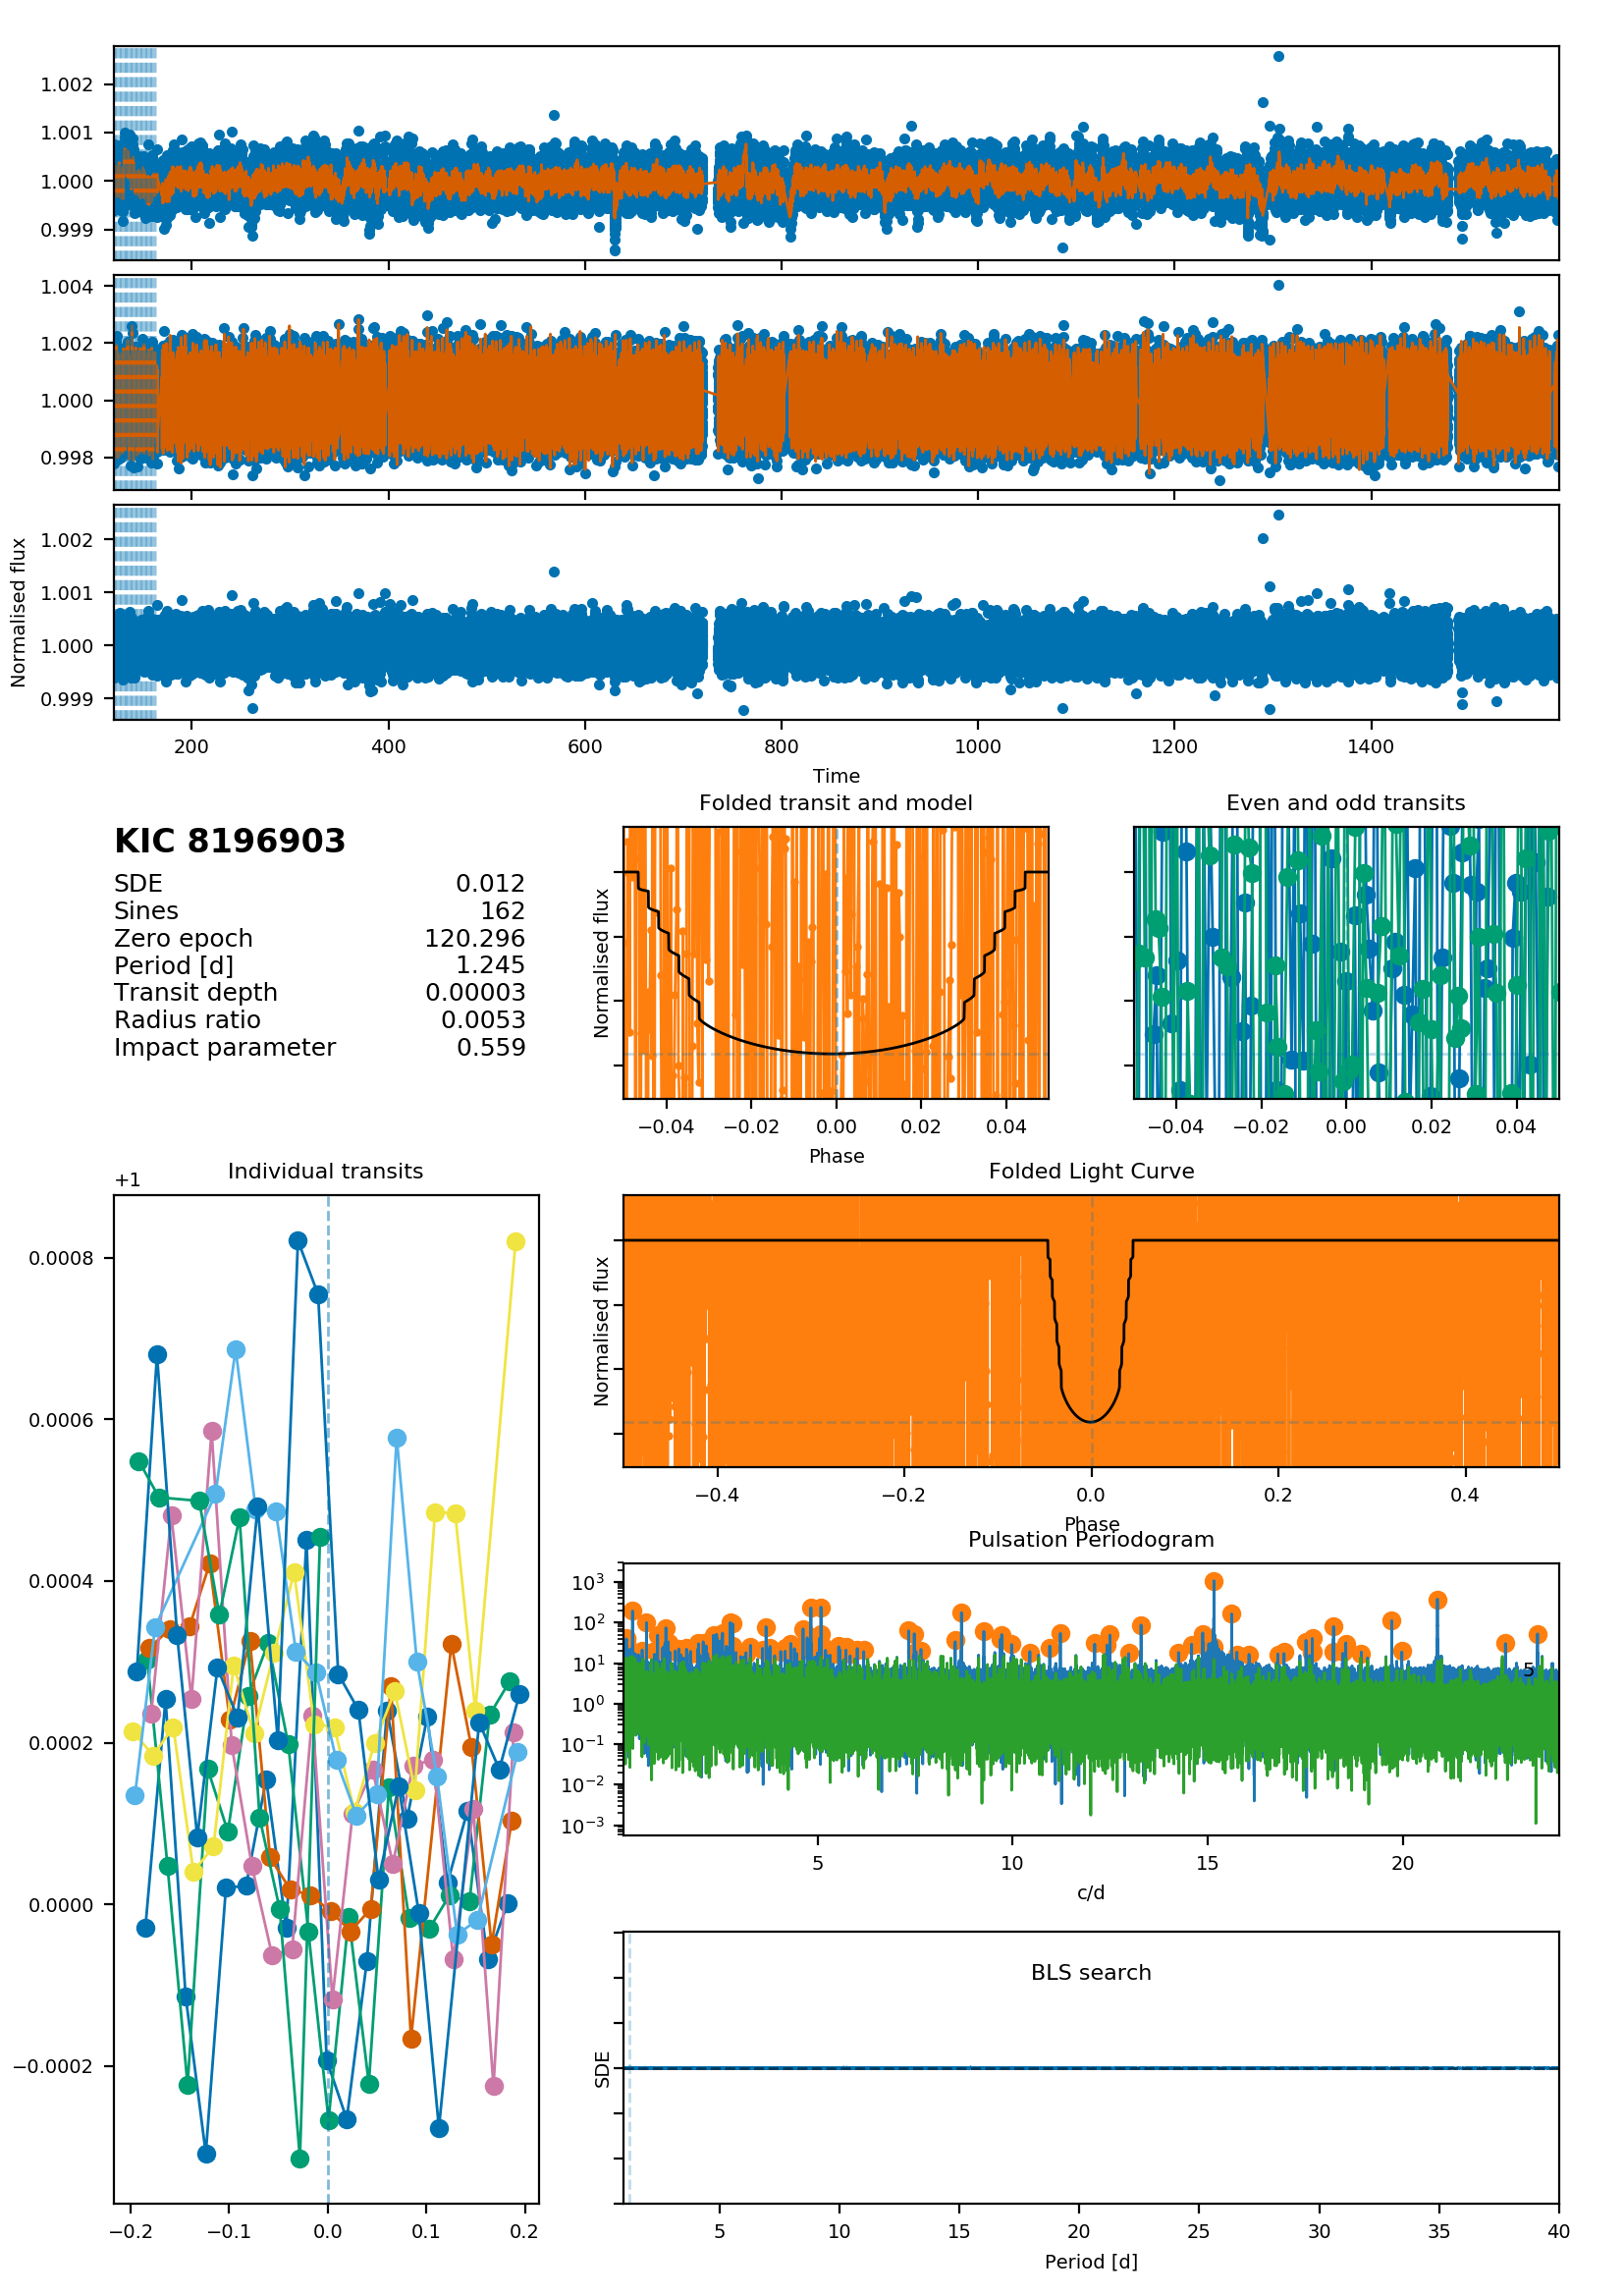 1.002
1.001
1.000
0.999
1.004
1.002
1.000
0.998
1.002
1.001
1.000
0.999
Normalised flux
200 400 600 800 1000 1200 1400
Time
KIC 8196903
SDE 0.012
Sines 162
Zero epoch 120.296
Period [d] 1.245
Transit depth 0.00003
Radius ratio 0.0053
Impact parameter 0.559
Folded transit and model
Normalised flux
−0.04 −0.02 0.00 0.02 0.04
Phase
Even and odd transits
−0.04 −0.02 0.00 0.02 0.04
Individual transits
+1
0.0008
0.0006
0.0004
0.0002
0.0000
−0.0002
−0.2 −0.1 0.0 0.1 0.2
Folded Light Curve
Normalised flux
−0.4 −0.2 0.0 0.2 0.4
Phase
Pulsation Periodogram
10³
10²
10¹
10⁰
10⁻¹
10⁻²
10⁻³
5
5 10 15 20
c/d
BLS search
SDE
5 10 15 20 25 30 35 40
Period [d]